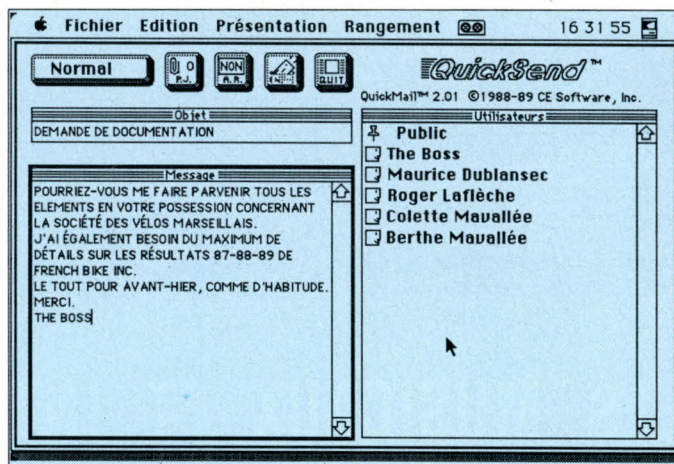 Fichier Edition Présentation Rangement 16 31 55
Normal
0
P.J.
NON
A.R.
QUIT
QuickSend™
QuickMail™ 2.01 ©1988-89 CE Software, Inc.
Objet
DEMANDE DE DOCUMENTATION
Message
POURRIEZ-VOUS ME FAIRE PARVENIR TOUS LES
ELEMENTS EN VOTRE POSSESSION CONCERNANT
LA SOCIÉTÉ DES VÉLOS MARSEILLAIS.
J'AI ÉGALEMENT BESOIN DU MAXIMUM DE
DÉTAILS SUR LES RÉSULTATS 87-88-89 DE
FRENCH BIKE INC.
LE TOUT POUR AVANT-HIER, COMME D'HABITUDE.
MERCI.
THE BOSS
Utilisateurs
Public
The Boss
Maurice Dublansec
Roger Laflèche
Colette Mavallée
Berthe Mavallée